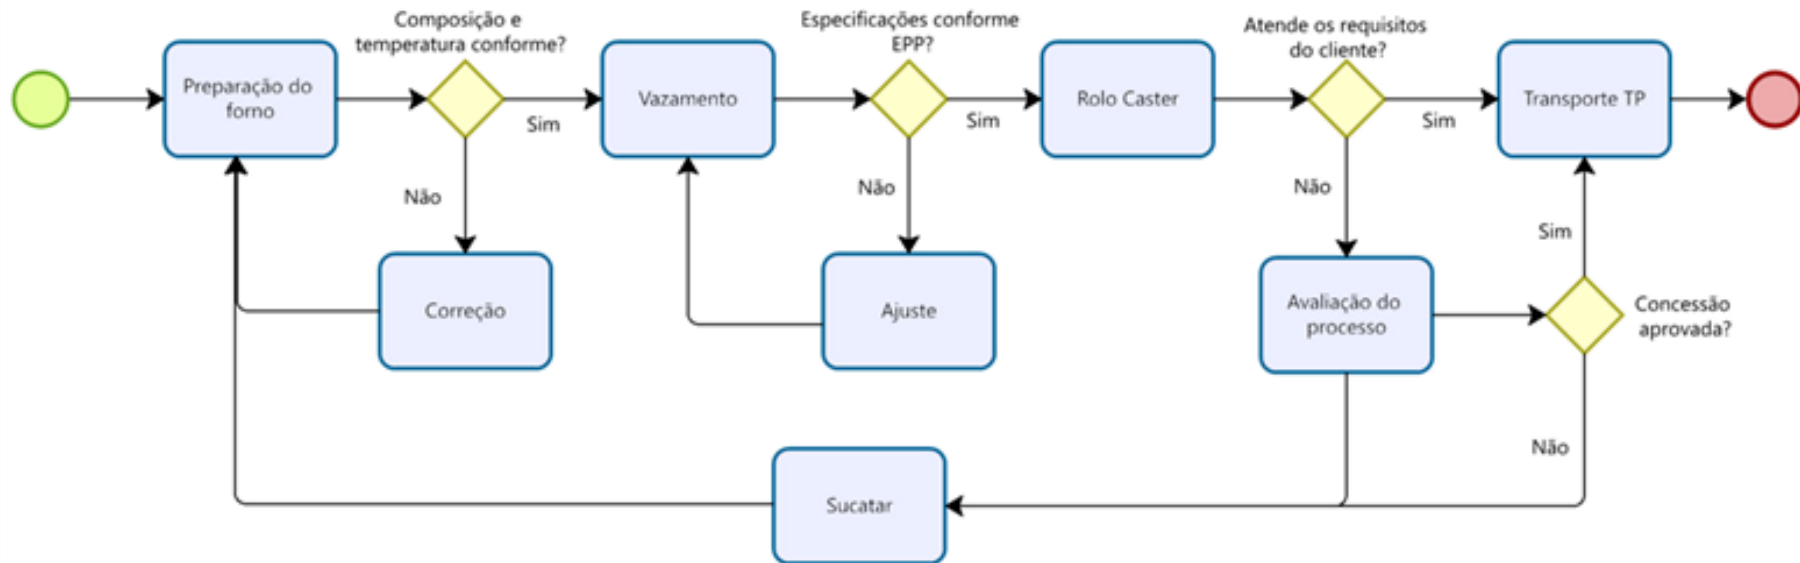 Composição e
temperatura conforme?
Especificações conforme
EPP?
Atende os requisitos
do cliente?
Preparação do
forno
Sim
Vazamento
Sim
Rolo Caster
Sim
Transporte TP
Não
Não
Não
Sim
Correção
Ajuste
Avaliação do
processo
Concessão
aprovada?
Não
Sucatar